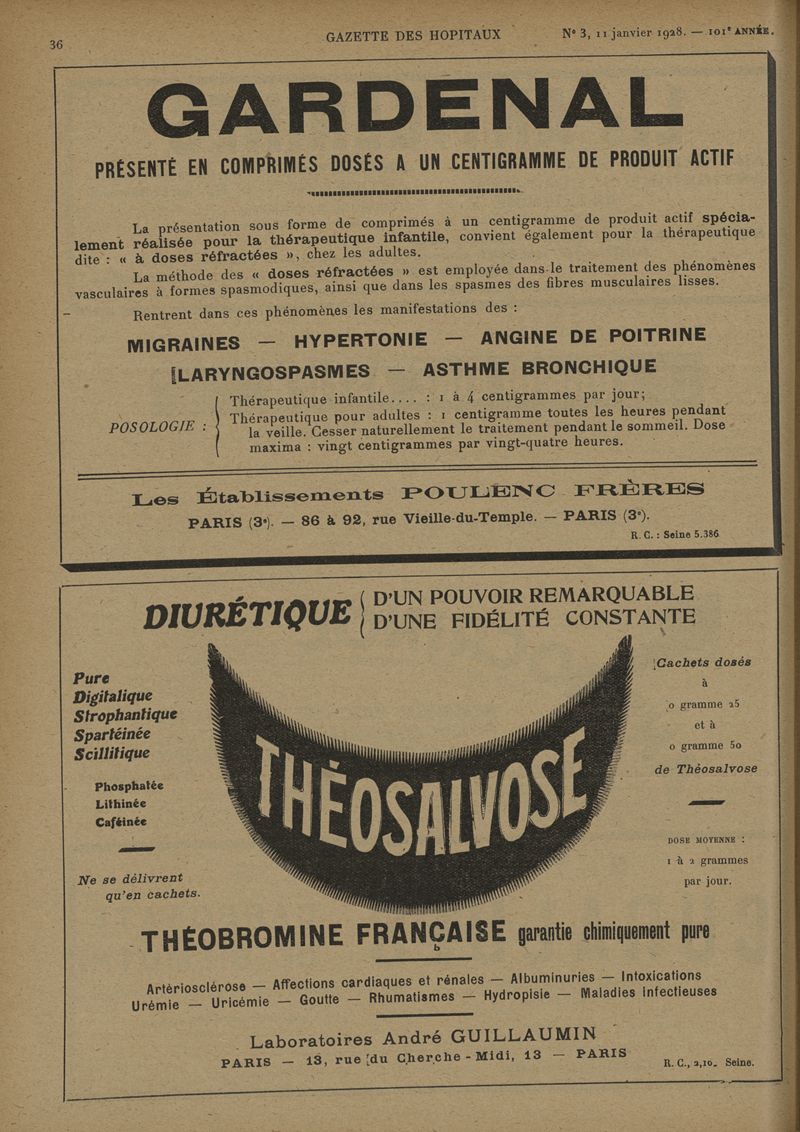 36
GAZETTE DES HOPITAUX
N° 3, 11 janvier 1928. — 101e ANNÉE.
GARDENAL
PRÉSENTÉ EN COMPRIMÉS DOSÉS A UN CENTIGRAMME DE PRODUIT ACTIF
La présentation sous forme de comprimés à un centigramme de produit actif spécia-
lement réalisée pour la thérapeutique infantile, convient également pour la thérapeutique
dite : « à doses réfractées », chez les adultes.
La méthode des « doses réfractées » est employée dans le traitement des phénomènes
vasculaires à formes spasmodiques, ainsi que dans les spasmes des fibres musculaires lisses.
Rentrent dans ces phénomènes les manifestations des :
MIGRAINES — HYPERTONIE — ANGINE DE POITRINE
LARYNGOSPASMES — ASTHME BRONCHIQUE
POSOLOGIE :
Thérapeutique infantile.... : 1 à 4 centigrammes par jour;
Thérapeutique pour adultes : 1 centigramme toutes les heures pendant
la veille. Cesser naturellement le traitement pendant le sommeil. Dose
maxima : vingt centigrammes par vingt-quatre heures.
Les Établissements POULENC FRÈRES
PARIS (3e). — 86 à 92, rue Vieille-du-Temple. — PARIS (3e).
R. C. : Seine 5.386
DIURÉTIQUE
D'UN POUVOIR REMARQUABLE
D'UNE FIDÉLITÉ CONSTANTE
Pure
Digitalique
Strophantique
Spartéinée
Scillitique
Phosphatée
Lithinée
Caféinée
Ne se délivrent
qu'en cachets.
THÉOSALVOSE
Cachets dosés
à
0 gramme 25
et à
0 gramme 50
de Théosalvose
DOSE MOYENNE :
1 à 2 grammes
par jour.
THÉOBROMINE FRANÇAISE garantie chimiquement pure
b
Artériosclérose — Affections cardiaques et rénales — Albuminuries — Intoxications
Urémie — Uricémie — Goutte — Rhumatismes — Hydropisie — Maladies infectieuses
Laboratoires André GUILLAUMIN
PARIS — 13, rue du Cherche-Midi, 13 — PARIS
R. C., 2,10. Seine.